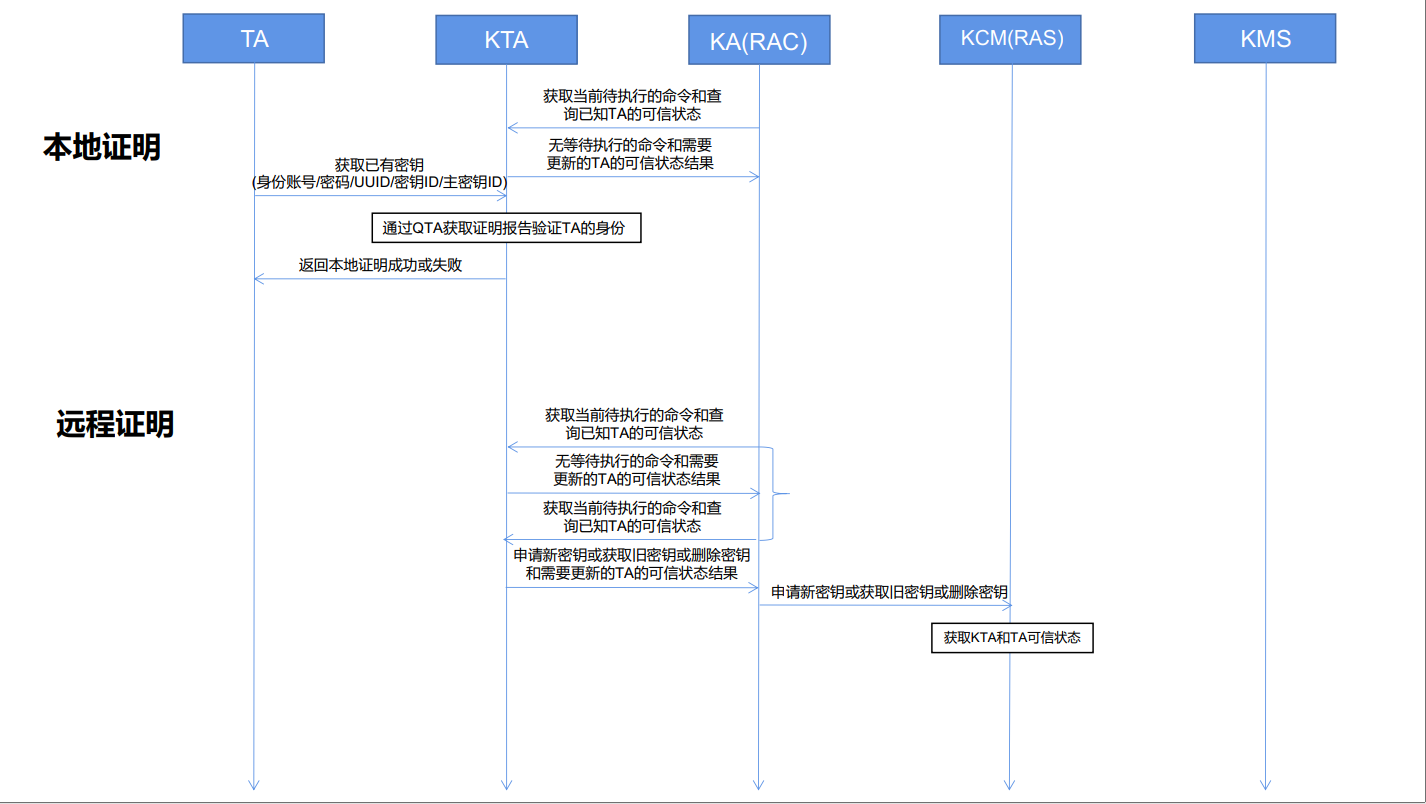 TA
KTA
KA(RAC)
KCM(RAS)
KMS
本地证明
获取当前待执行的命令和查
询已知TA的可信状态
无等待执行的命令和需要
更新的TA的可信状态结果
获取已有密钥
(身份账号/密码/UUID/密钥ID/主密钥ID)
通过QTA获取证明报告验证TA的身份
返回本地证明成功或失败
远程证明
获取当前待执行的命令和查
询已知TA的可信状态
无等待执行的命令和需要
更新的TA的可信状态结果
获取当前待执行的命令和查
询已知TA的可信状态
申请新密钥或获取旧密钥或删除密钥
和需要更新的TA的可信状态结果
申请新密钥或获取旧密钥或删除密钥
获取KTA和TA可信状态